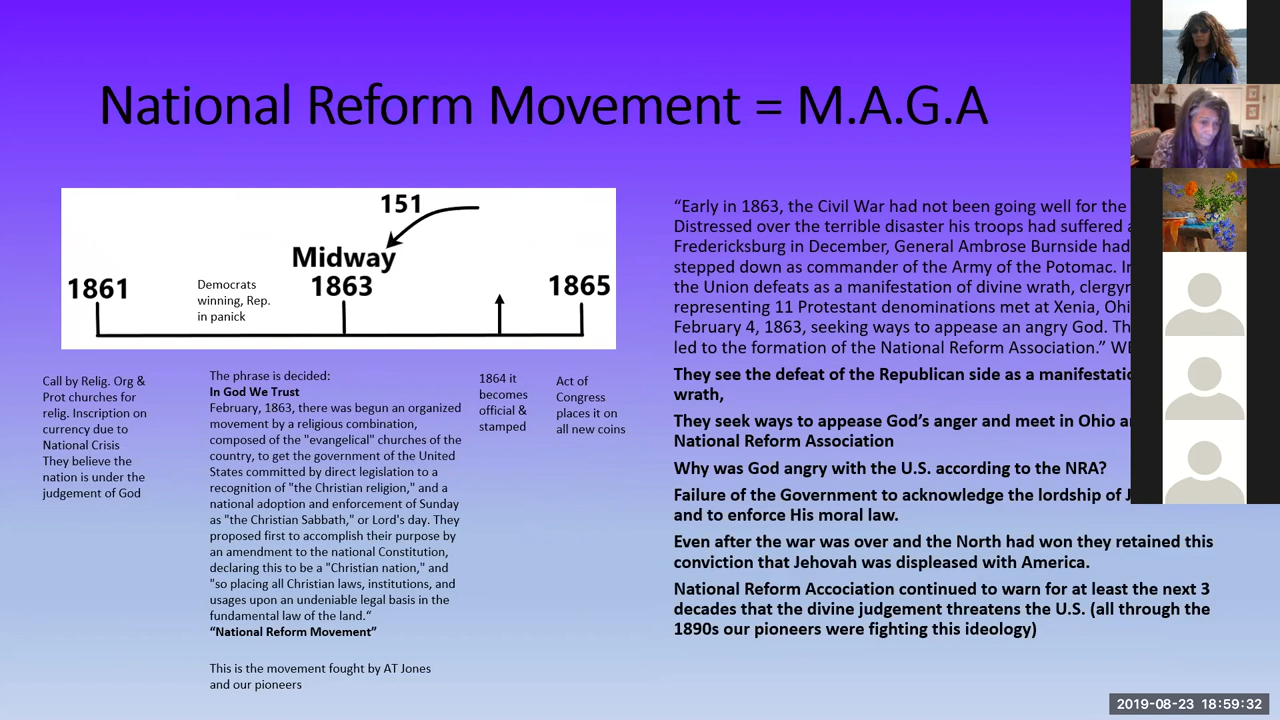 National Reform Movement = M.A.G.A
151
Midway
1861
Democrats
winning, Rep.
in panick
1863
1865
Call by Relig. Org &
Prot churches for
relig. Inscription on
currency due to
National Crisis
They believe the
nation is under the
judgement of God
The phrase is decided:
In God We Trust
February, 1863, there was begun an organized
movement by a religious combination,
composed of the "evangelical" churches of the
country, to get the government of the United
States committed by direct legislation to a
recognition of "the Christian religion," and a
national adoption and enforcement of Sunday
as "the Christian Sabbath," or Lord's day. They
proposed first to accomplish their purpose by
an amendment to the national Constitution,
declaring this to be a "Christian nation," and
"so placing all Christian laws, institutions, and
usages upon an undeniable legal basis in the
fundamental law of the land.“
“National Reform Movement”
This is the movement fought by AT Jones
and our pioneers
1864 it
becomes
official &
stamped
Act of
Congress
places it on
all new coins
“Early in 1863, the Civil War had not been going well for the
Distressed over the terrible disaster his troops had suffered
Fredericksburg in December, General Ambrose Burnside had
stepped down as commander of the Army of the Potomac.
the Union defeats as a manifestation of divine wrath,
representing 11 Protestant denominations met at Xenia,
February 4, 1863, seeking ways to appease an angry God.
led to the formation of the National Reform Association.”
They see the defeat of the Republican side as a
wrath,
They seek ways to appease God’s anger and meet in Ohio
National Reform Association
Why was God angry with the U.S. according to the NRA?
Failure of the Government to acknowledge the lordship of
and to enforce His moral law.
Even after the war was over and the North had won they retained this
conviction that Jehovah was displeased with America.
National Reform Accociation continued to warn for at least the next 3
decades that the divine judgement threatens the U.S. (all through the
1890s our pioneers were fighting this ideology)
2019-08-23 18:59:32